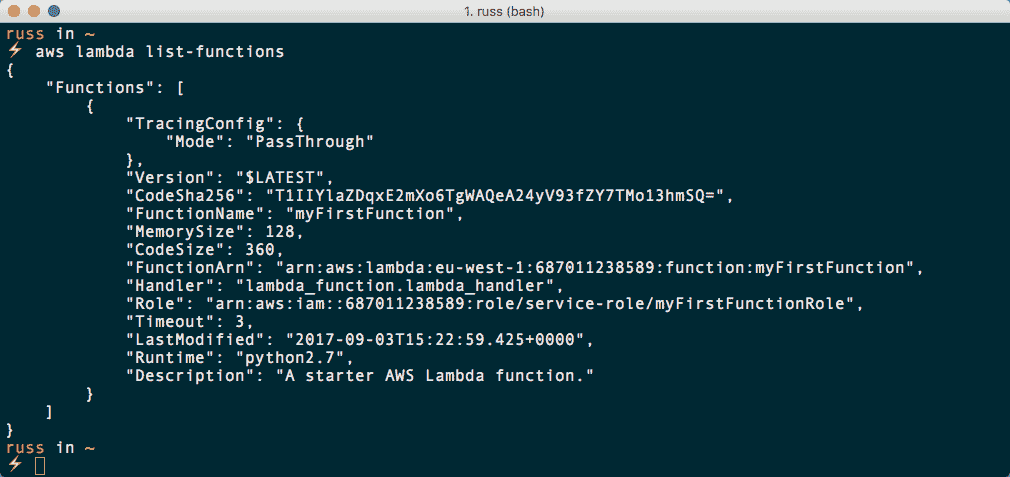 1. russ (bash)
russ in ~
⚡ aws lambda list-functions
{
    "Functions": [
        {
            "TracingConfig": {
                "Mode": "PassThrough"
            },
            "Version": "$LATEST",
            "CodeSha256": "T1IIYlaZDqxE2mXo6TgWAQeA24yV93fZY7TMo13hmSQ=",
            "FunctionName": "myFirstFunction",
            "MemorySize": 128,
            "CodeSize": 360,
            "FunctionArn": "arn:aws:lambda:eu-west-1:687011238589:function:myFirstFunction",
            "Handler": "lambda_function.lambda_handler",
            "Role": "arn:aws:iam::687011238589:role/service-role/myFirstFunctionRole",
            "Timeout": 3,
            "LastModified": "2017-09-03T15:22:59.425+0000",
            "Runtime": "python2.7",
            "Description": "A starter AWS Lambda function."
        }
    ]
}
russ in ~
⚡